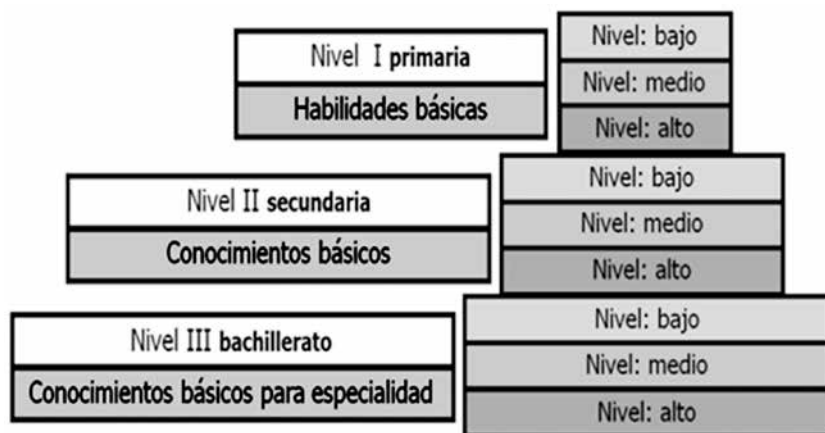 Nivel I primaria
Habilidades básicas
Nivel: bajo
Nivel: medio
Nivel: alto
Nivel II secundaria
Conocimientos básicos
Nivel: bajo
Nivel: medio
Nivel: alto
Nivel III bachillerato
Conocimientos básicos para especialidad
Nivel: bajo
Nivel: medio
Nivel: alto